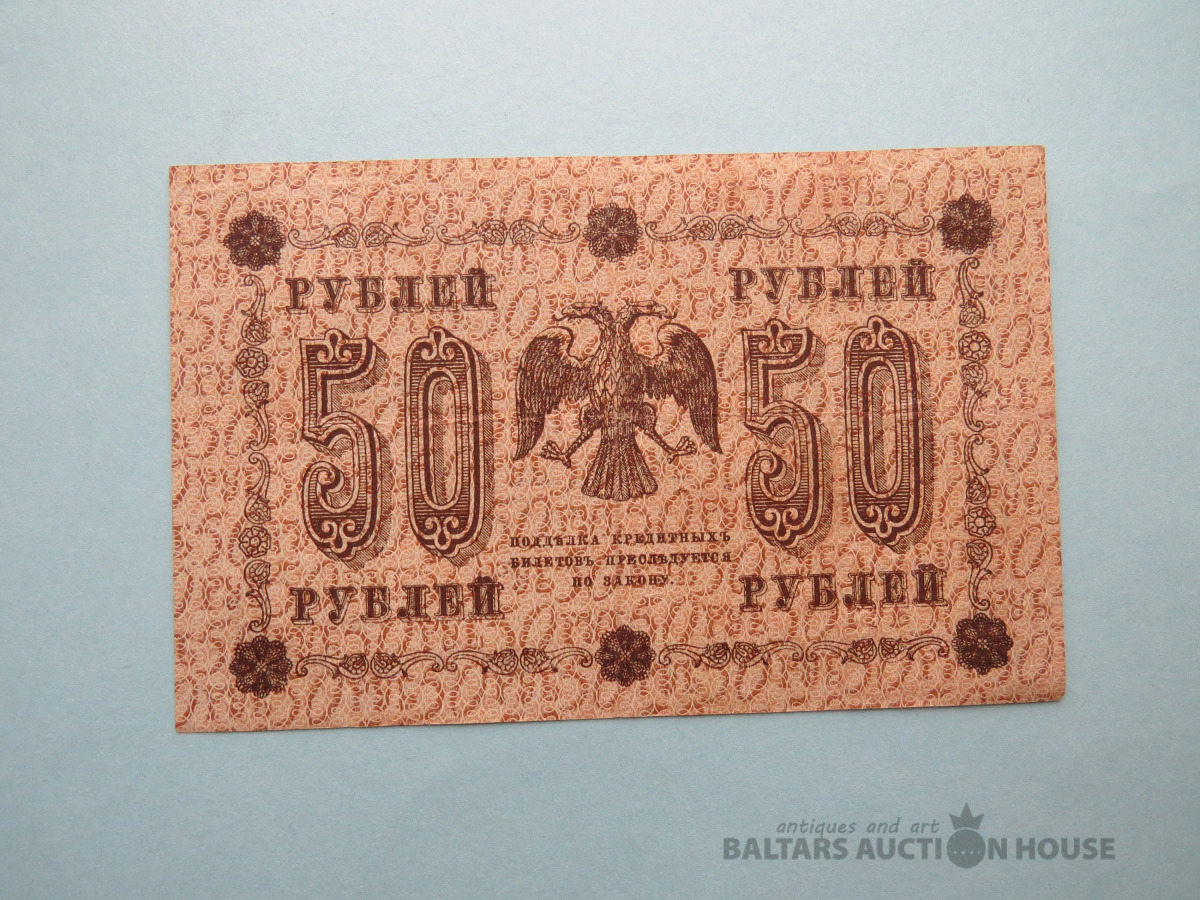 РУБЛЕЙ РУБЛЕЙ
50 50
ПОДДѢЛКА КРЕДИТНЫХЪ
БИЛЕТОВЪ ПРЕСЛѢДУЕТСЯ
ПО ЗАКОНУ.
РУБЛЕЙ РУБЛЕЙ
antiques and art
BALTARS AUCTION HOUSE